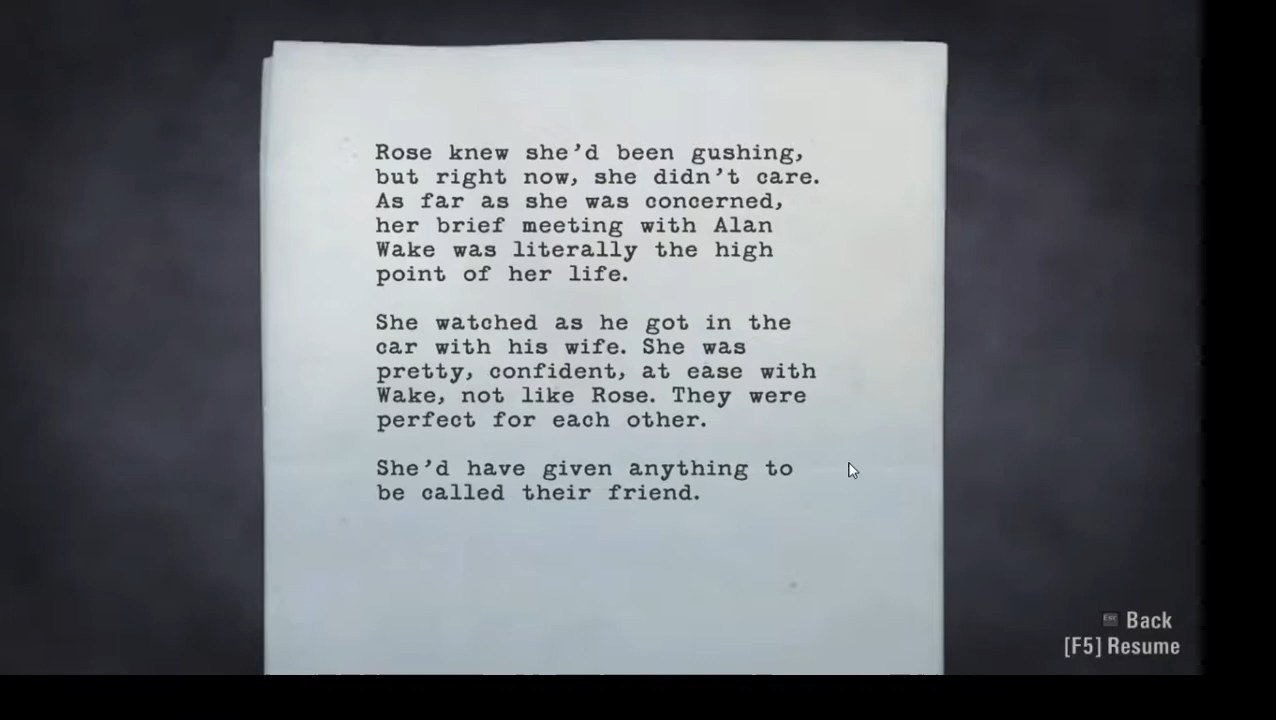 Rose knew she'd been gushing,
but right now, she didn't care.
As far as she was concerned,
her brief meeting with Alan
Wake was literally the high
point of her life.
She watched as he got in the
car with his wife. She was
pretty, confident, at ease with
Wake, not like Rose. They were
perfect for each other.
She'd have given anything to
be called their friend.
Esc Back
[F5] Resume